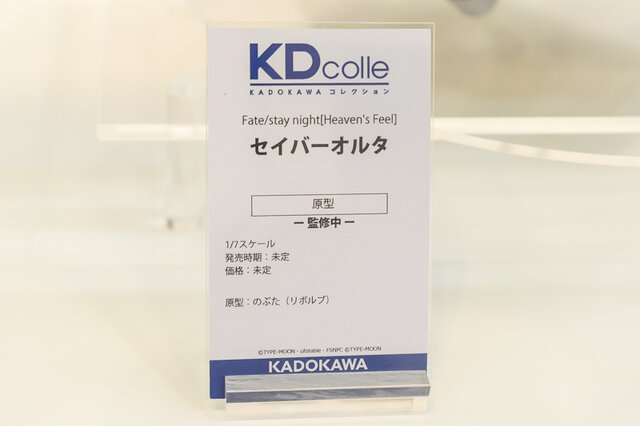 KDcolle
KADOKAWA コレクション
Fate/stay night[Heaven's Feel]
セイバーオルタ
原型
ー 監修中 ー
1/7スケール
発売時期：未定
価格：未定
原型：のぶた（リボルブ）
©TYPE-MOON・ufotable・FSNPC ©TYPE-MOON / KADOKAWA
KADOKAWA